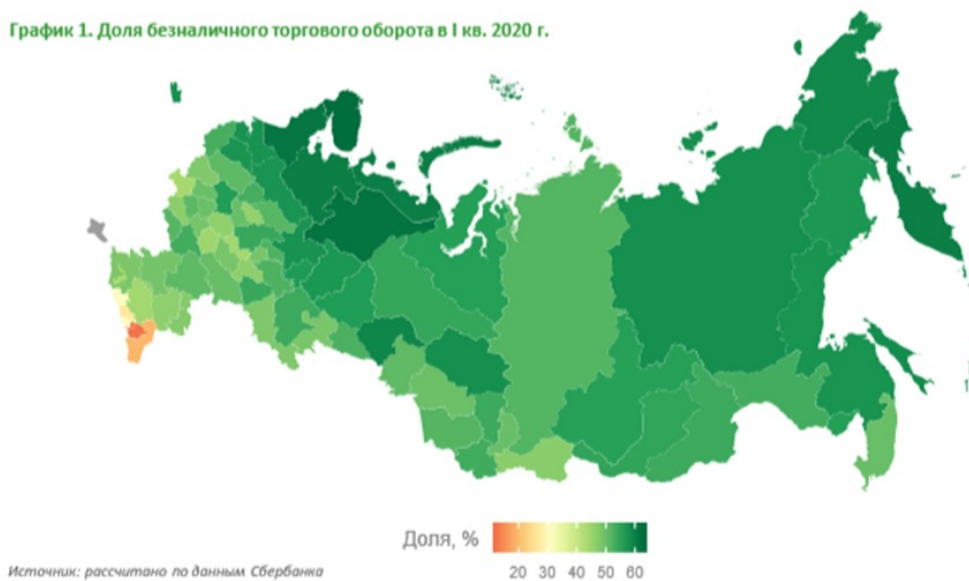 График 1. Доля безналичного торгового оборота в I кв. 2020 г.
Доля, %
20 30 40 50 60
Источник: рассчитано по данным Сбербанка